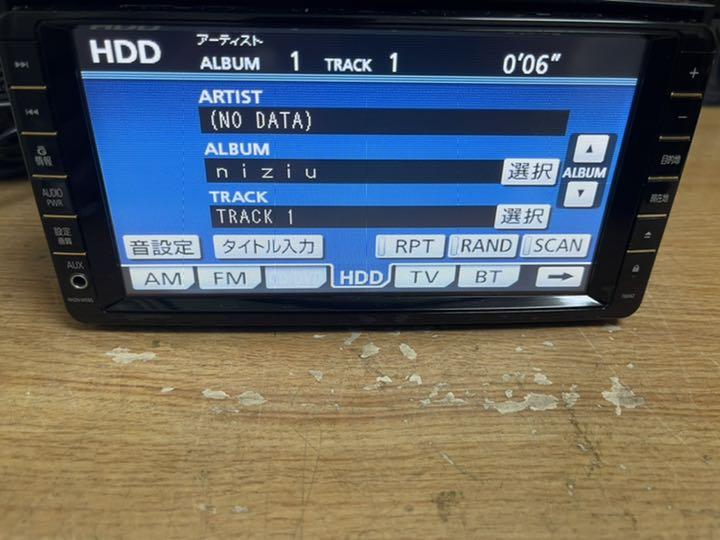 HDD
アーティスト
ALBUM 1 TRACK 1 0'06"
ARTIST
(NO DATA)
ALBUM
niziu 選択
ALBUM
TRACK
TRACK 1 選択
音設定 タイトル入力 RPT RAND SCAN
AM FM HDD TV BT
情報
AUDIO
PWR
設定
画質
AUX
+
−
目的地
現在地